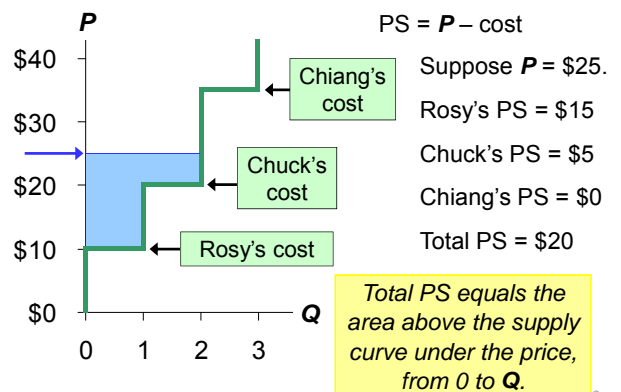 P
$40
$30
$20
$10
$0
0 1 2 3
Q
Chiang's
cost
Chuck's
cost
Rosy's cost
PS = P – cost
Suppose P = $25.
Rosy's PS = $15
Chuck's PS = $5
Chiang's PS = $0
Total PS = $20
Total PS equals the
area above the supply
curve under the price,
from 0 to Q.